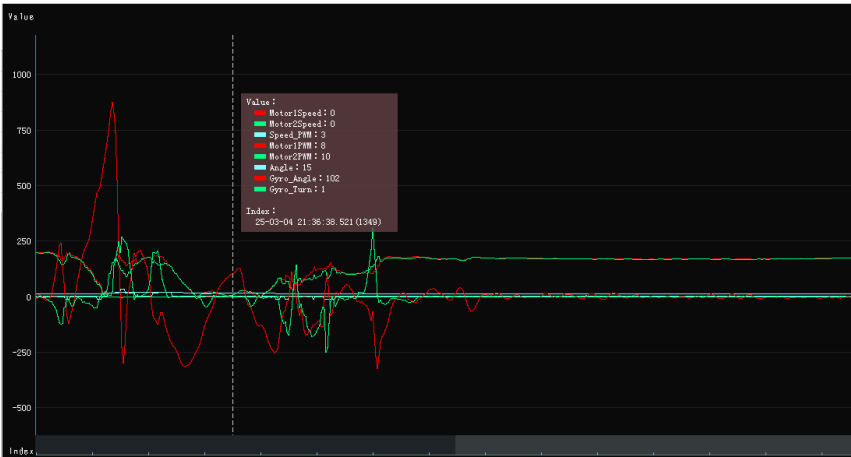 Value
1000
750
500
250
0
-250
-500
Value：
Motor1Speed：0
Motor2Speed：0
Speed_PWM：3
Motor1PWM：8
Motor2PWM：10
Angle：15
Gyro_Angle：102
Gyro_Turn：1
Index：
25-03-04 21:36:38.521(1349)
Index